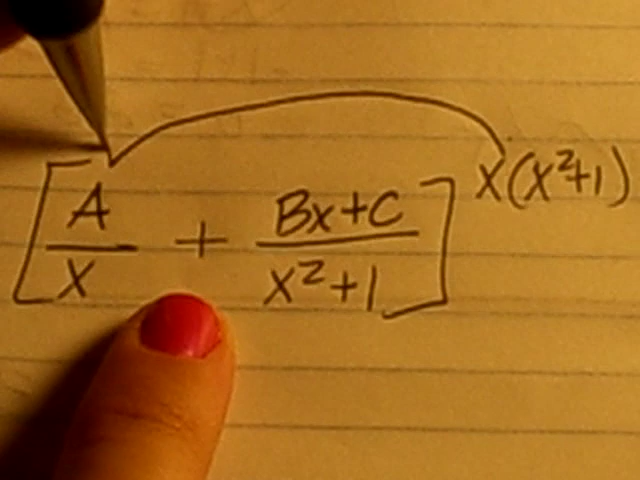 [A/x + Bx+C/x²+1] x(x²+1)